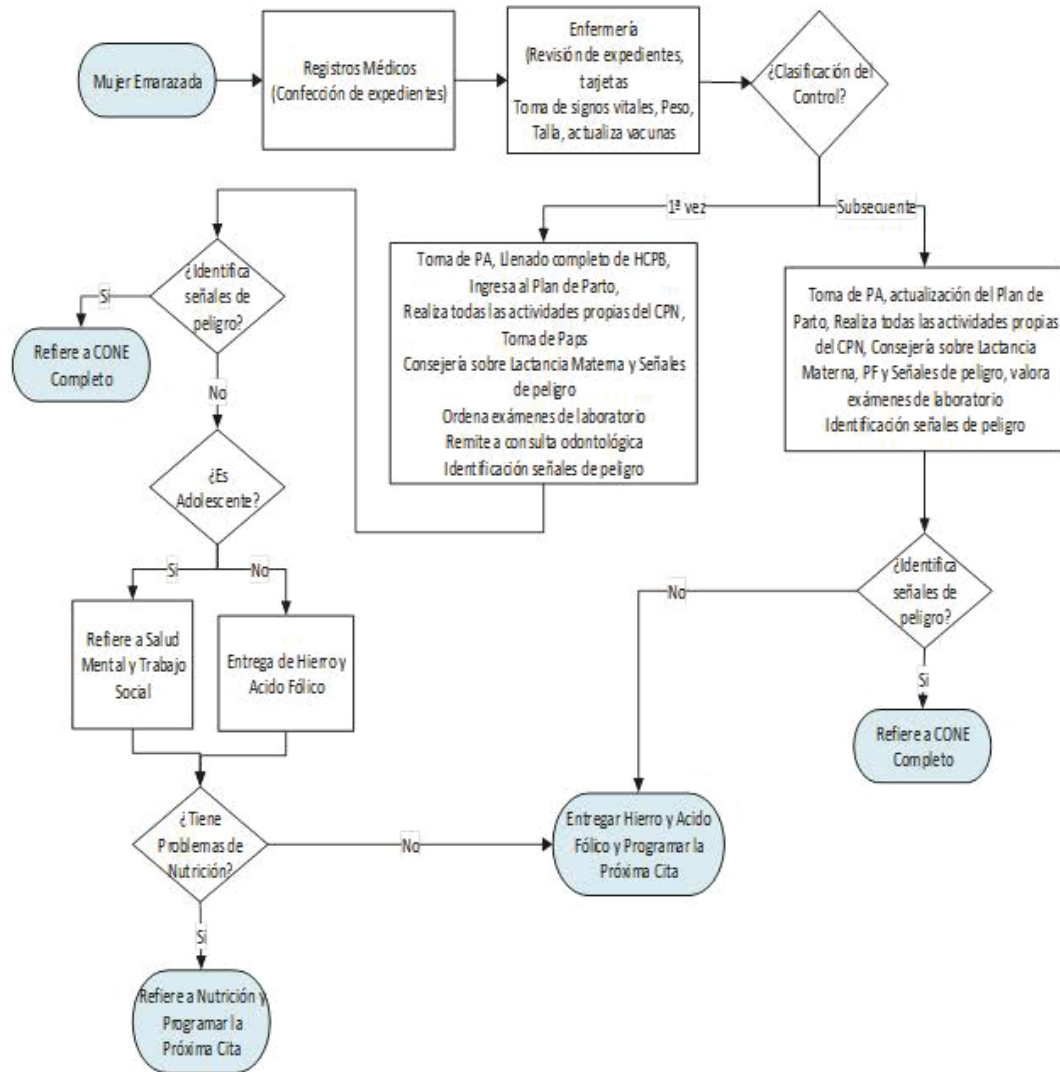 Mujer Emarazada
Registros Médicos
(Confección de expedientes)
Enfermería
(Revisión de expedientes,
tarjetas
Toma de signos vitales, Peso,
Talla, actualiza vacunas
¿Clasificación del
Control?
1ª vez
Subsecuente
Toma de PA, Llenado completo de HCPB,
Ingresa al Plan de Parto,
Realiza todas las actividades propias del CPN,
Toma de Paps
Consejería sobre Lactancia Materna y Señales
de peligro
Ordena exámenes de laboratorio
Remite a consulta odontológica
Identificación señales de peligro
Toma de PA, actualización del Plan de
Parto, Realiza todas las actividades propias
del CPN, Consejería sobre Lactancia
Materna, PF y Señales de peligro, valora
exámenes de laboratorio
Identificación señales de peligro
¿Identifica
señales de
peligro?
Si
Refiere a CONE
Completo
No
¿Es
Adolescente?
Si
No
Refiere a Salud
Mental y Trabajo
Social
Entrega de Hierro y
Acido Fólico
¿Tiene
Problemas de
Nutrición?
No
Si
Refiere a Nutrición y
Programar la
Próxima Cita
¿Identifica
señales de
peligro?
No
Si
Refiere a CONE
Completo
Entregar Hierro y Acido
Fólico y Programar la
Próxima Cita